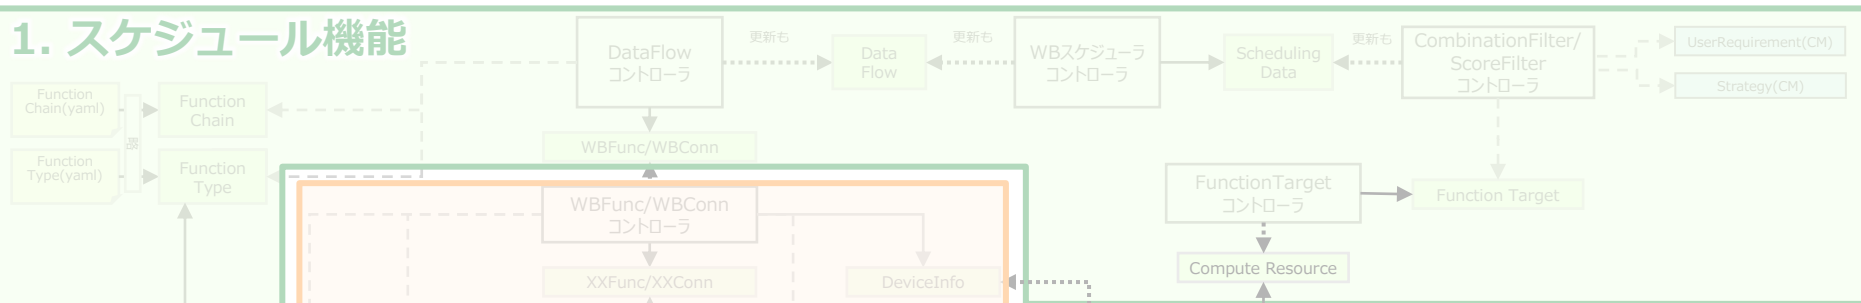 1. スケジュール機能
DataFlow
コントローラ
更新も
Data
Flow
更新も
WBスケジューラ
コントローラ
Scheduling
Data
更新も
CombinationFilter/
ScoreFilter
コントローラ
UserRequirement(CM)
Strategy(CM)
Function
Chain(yaml)
略
Function
Chain
Function
Type(yaml)
Function
Type
WBFunc/WBConn
WBFunc/WBConn
コントローラ
XXFunc/XXConn
DeviceInfo
FunctionTarget
コントローラ
Function Target
Compute Resource